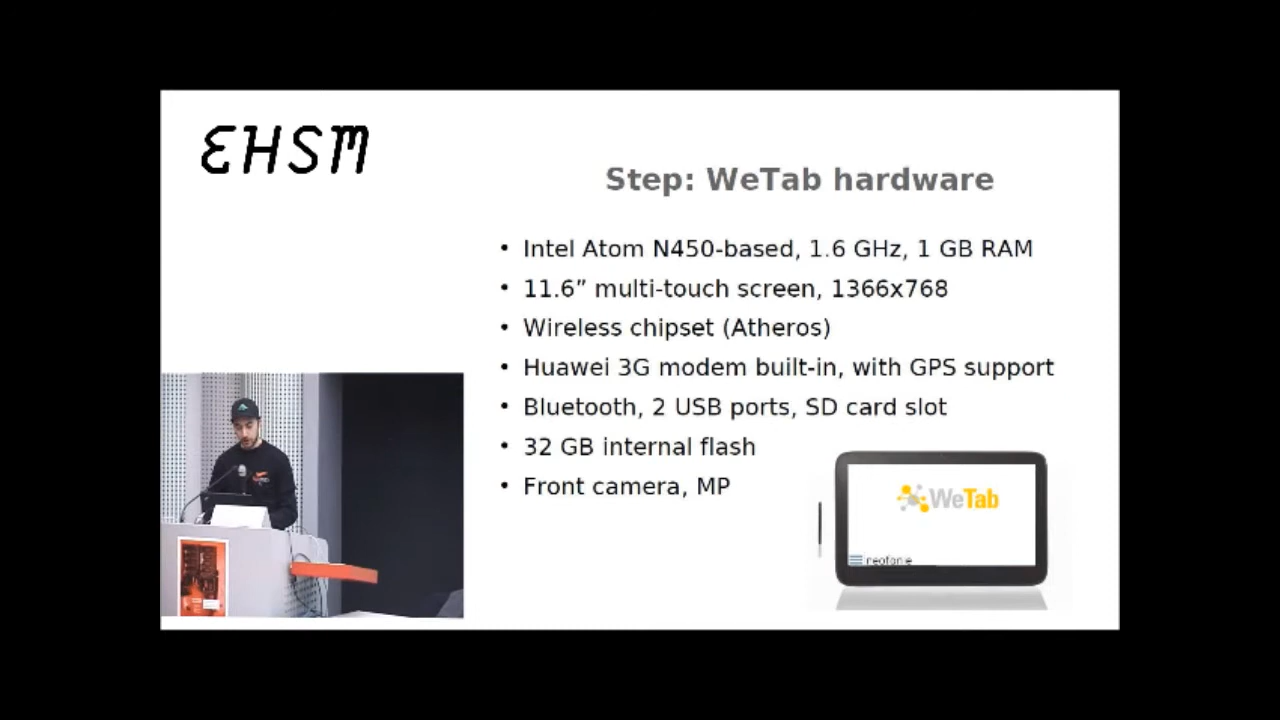 EHSM
Step: WeTab hardware
• Intel Atom N450-based, 1.6 GHz, 1 GB RAM
• 11.6” multi-touch screen, 1366x768
• Wireless chipset (Atheros)
• Huawei 3G modem built-in, with GPS support
• Bluetooth, 2 USB ports, SD card slot
• 32 GB internal flash
• Front camera, MP
WeTab
neofonie